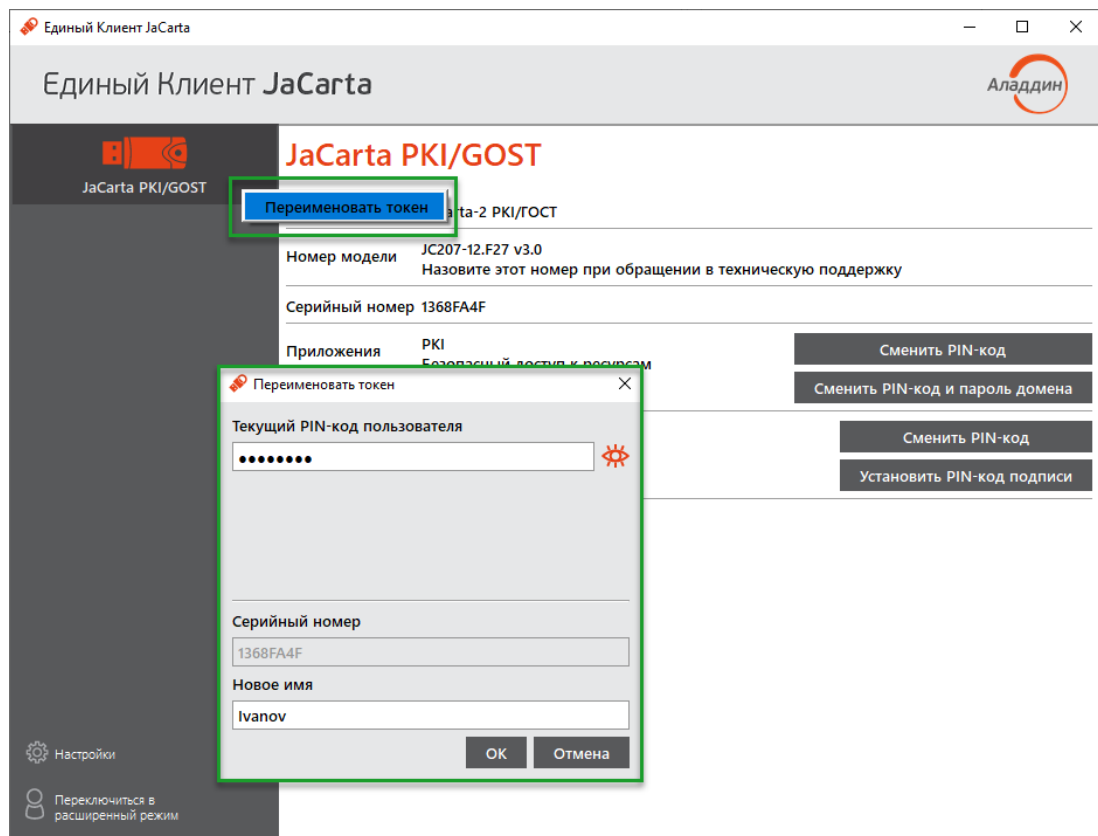 Единый Клиент JaCarta
Единый Клиент JaCarta
Аладдин
JaCarta PKI/GOST
JaCarta PKI/GOST
Переименовать токен
arta-2 PKI/ГОСТ
Номер модели
JC207-12.F27 v3.0
Назовите этот номер при обращении в техническую поддержку
Серийный номер 1368FA4F
Приложения
PKI
Безопасный доступ к ресурсам
Сменить PIN-код
Сменить PIN-код и пароль домена
Сменить PIN-код
Установить PIN-код подписи
Переименовать токен
Текущий PIN-код пользователя
••••••••
Серийный номер
1368FA4F
Новое имя
Ivanov
ОК
Отмена
Настройки
Переключиться в
расширенный режим